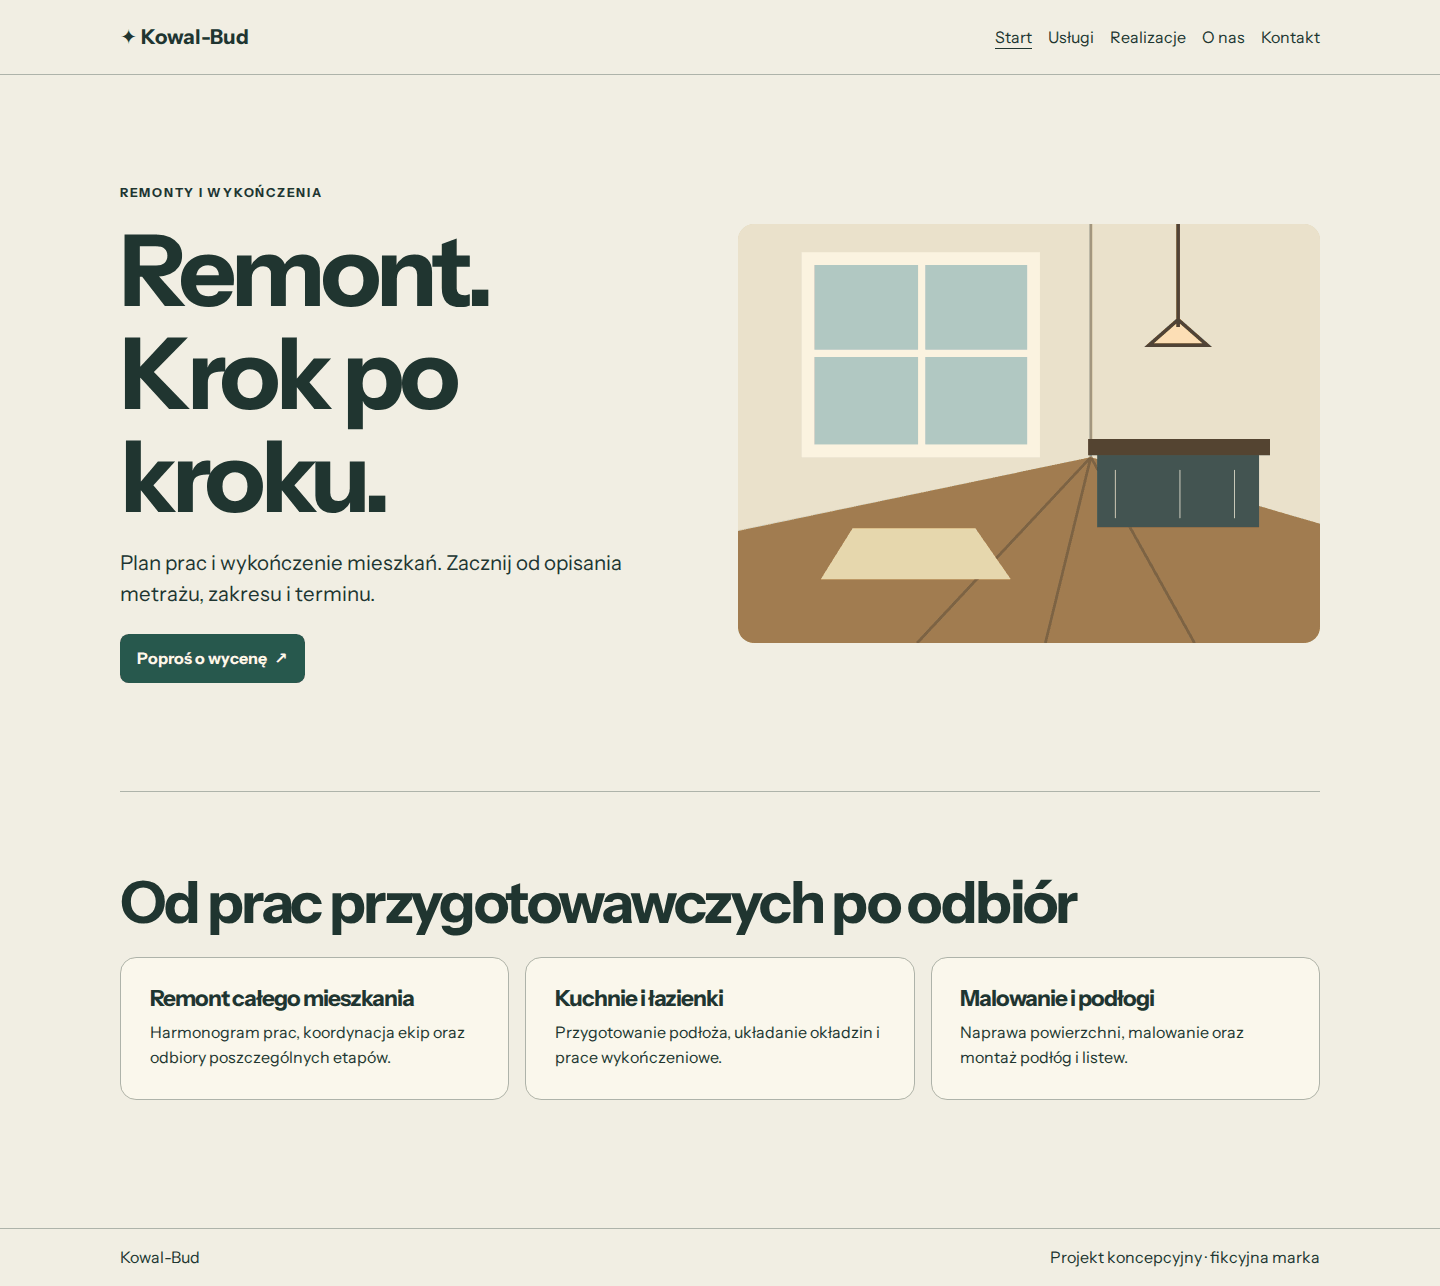 ✦ Kowal-Bud
Start Usługi Realizacje O nas Kontakt
REMONTY I WYKOŃCZENIA
Remont.
Krok po
kroku.
Plan prac i wykończenie mieszkań. Zacznij od opisania
metrażu, zakresu i terminu.
Poproś o wycenę ↗
Od prac przygotowawczych po odbiór
Remont całego mieszkania
Harmonogram prac, koordynacja ekip oraz
odbiory poszczególnych etapów.
Kuchnie i łazienki
Przygotowanie podłoża, układanie okładzin i
prace wykończeniowe.
Malowanie i podłogi
Naprawa powierzchni, malowanie oraz
montaż podłóg i listew.
Kowal-Bud
Projekt koncepcyjny · fikcyjna marka